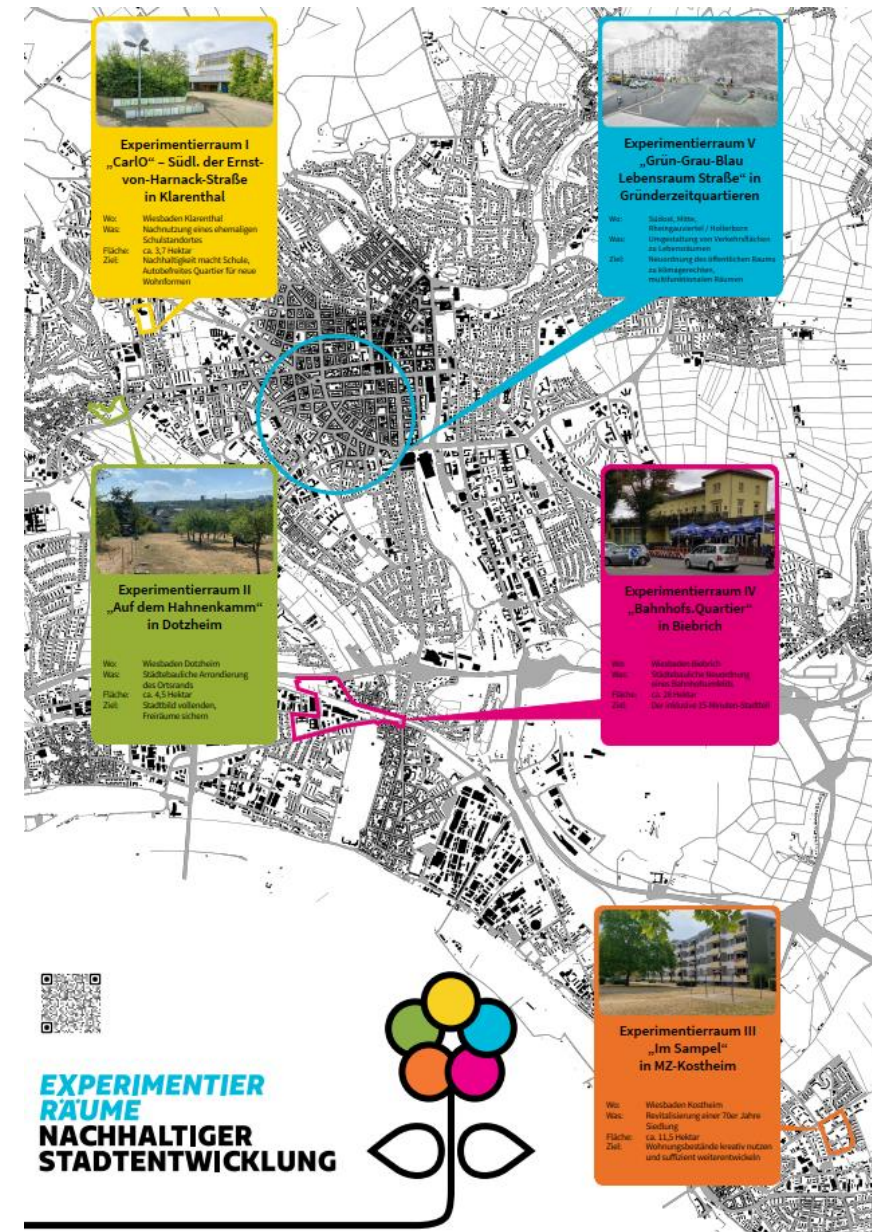 Experimentierraum I
„CarlO“ – Südl. der Ernst-
von-Harnack-Straße
in Klarenthal
Wo: Wiesbaden Klarenthal
Was: Nachnutzung eines ehemaligen
Schulstandortes
Fläche: ca. 3,7 Hektar
Ziel: Nachhaltigkeit macht Schule,
Autobefreites Quartier für neue
Wohnformen
Experimentierraum V
„Grün-Grau-Blau
Lebensraum Straße“ in
Gründerzeitquartieren
Wo: Südost, Mitte,
Rheingauviertel / Hollerborn
Was: Umgestaltung von Verkehrsflächen
zu Lebensräumen
Ziel: Neuordnung des öffentlichen Raums
zu klimagerechten,
multifunktionalen Räumen
Experimentierraum II
„Auf dem Hahnenkamm“
in Dotzheim
Wo: Wiesbaden Dotzheim
Was: Städtebauliche Arrondierung
des Ortsrands
Fläche: ca. 4,5 Hektar
Ziel: Stadtbild vollenden,
Freiräume sichern
Experimentierraum IV
„Bahnhofs.Quartier“
in Biebrich
Wo: Wiesbaden Biebrich
Was: Städtebauliche Neuordnung
eines Bahnhofsumfelds
Fläche: ca. 28 Hektar
Ziel: Der inklusive 15-Minuten-Stadtteil
Experimentierraum III
„Im Sampel“
in MZ-Kostheim
Wo: Wiesbaden Kostheim
Was: Revitalisierung einer 70er Jahre
Siedlung
Fläche: ca. 11,5 Hektar
Ziel: Wohnungsbestände kreativ nutzen
und suffizient weiterentwickeln
EXPERIMENTIER
RÄUME
NACHHALTIGER
STADTENTWICKLUNG